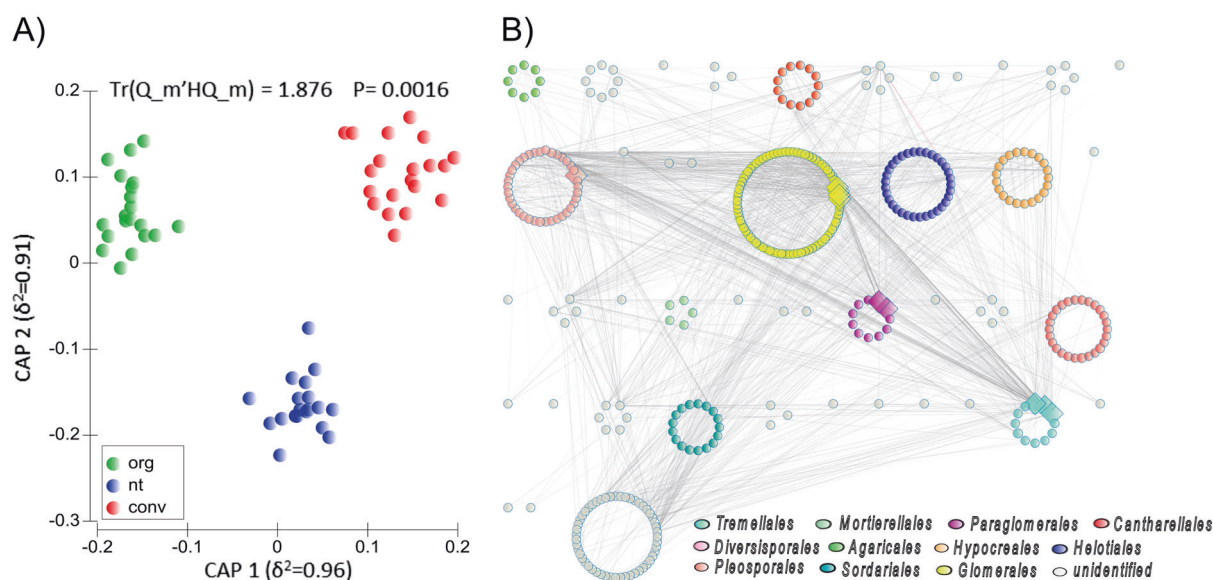 A)
B)
Tr(Q_m'HQ_m) = 1.876 P= 0.0016
0.2
0.1
0
-0.1
-0.2
-0.3
CAP 2 (δ²=0.91)
org
nt
conv
-0.2
-0.1
0
0.1
0.2
CAP 1 (δ²=0.96)
Tremellales Mortierellales Paraglomerales Cantharellales
Diversisporales Agaricales Hypocreales Helotiales
Pleosporales Sordariales Glomerales unidentified